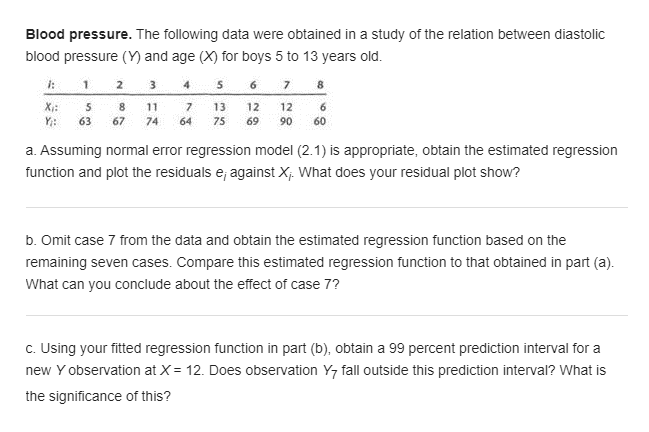 Blood pressure. The following data were obtained in a study of the relation between diastolic
blood pressure (Y) and age (X) for boys 5 to 13 years old.
i: 1 2 3 4 5 6 7 8
Xi: 5 8 11 7 13 12 12 6
Yi: 63 67 74 64 75 69 90 60
a. Assuming normal error regression model (2.1) is appropriate, obtain the estimated regression
function and plot the residuals ei against Xi. What does your residual plot show?
b. Omit case 7 from the data and obtain the estimated regression function based on the
remaining seven cases. Compare this estimated regression function to that obtained in part (a).
What can you conclude about the effect of case 7?
c. Using your fitted regression function in part (b), obtain a 99 percent prediction interval for a
new Y observation at X = 12. Does observation Y7 fall outside this prediction interval? What is
the significance of this?